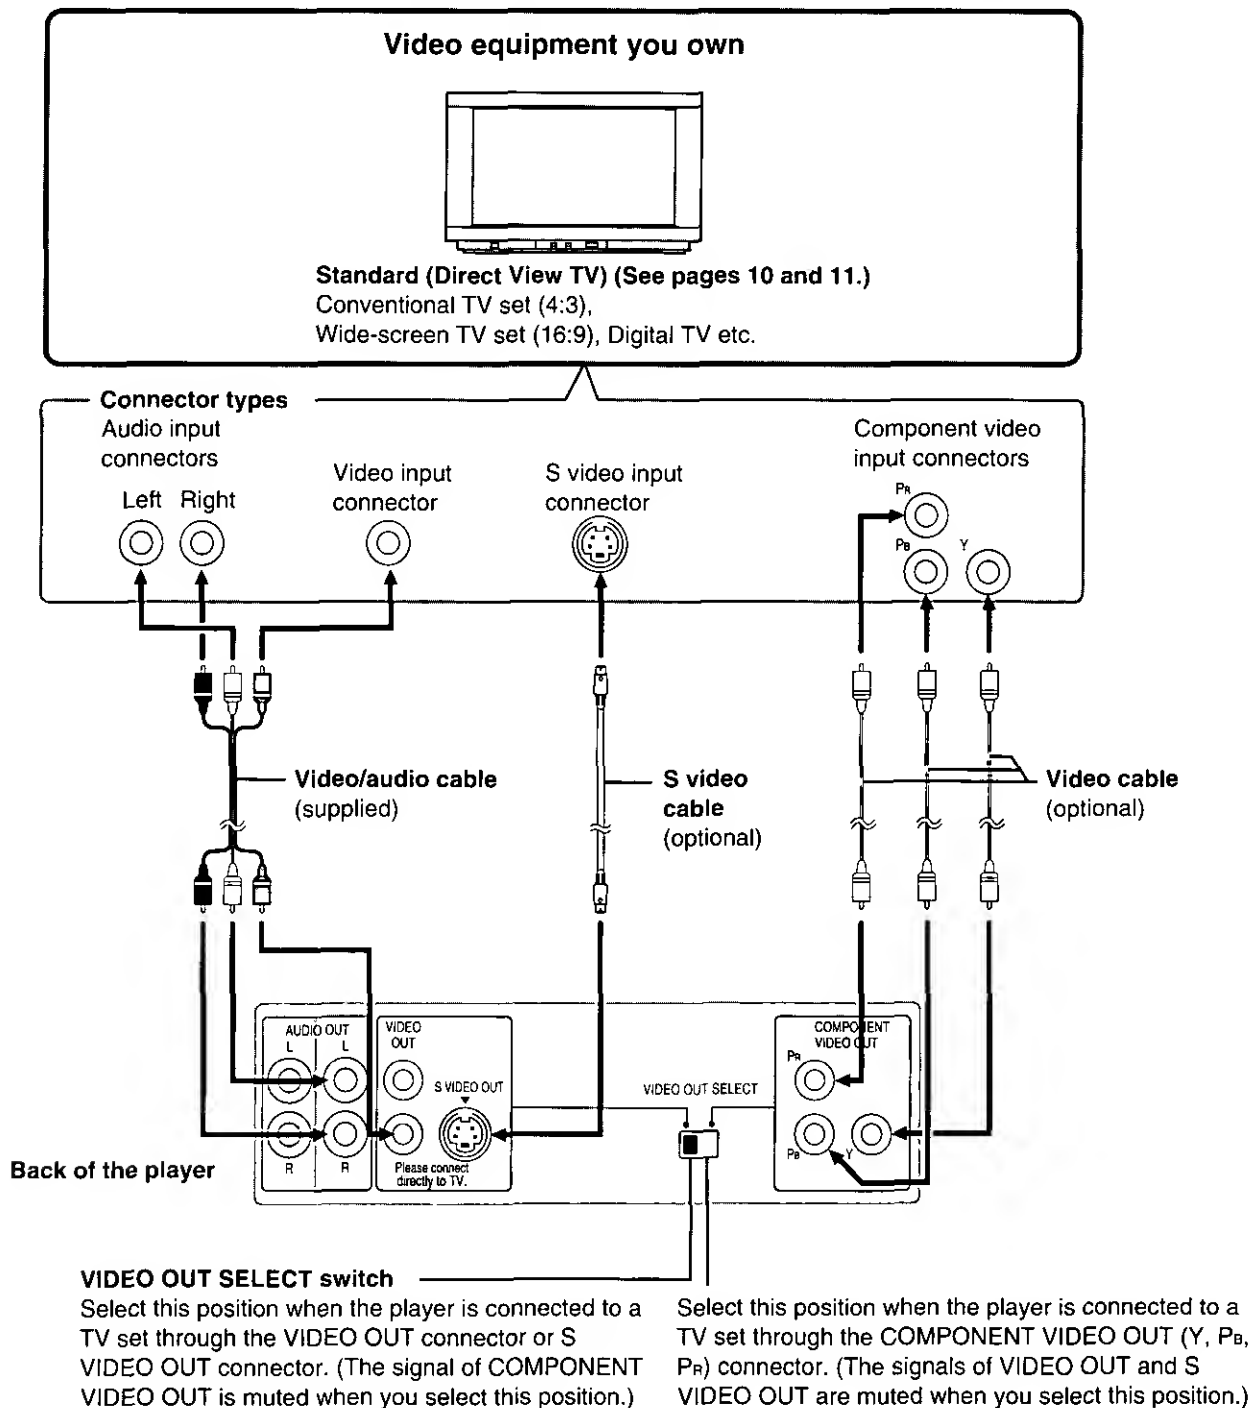 Video equipment you own
Standard (Direct View TV) (See pages 10 and 11.)
Conventional TV set (4:3),
Wide-screen TV set (16:9), Digital TV etc.
Connector types
Audio input
connectors
Left Right
Video input
connector
S video input
connector
Component video
input connectors
PR
PB
Y
Video/audio cable
(supplied)
S video
cable
(optional)
Video cable
(optional)
AUDIO OUT
L L
R R
VIDEO
OUT
S VIDEO OUT
Please connect
directly to TV.
VIDEO OUT SELECT
COMPONENT
VIDEO OUT
PR
PB
Y
Back of the player
VIDEO OUT SELECT switch
Select this position when the player is connected to a
TV set through the VIDEO OUT connector or S
VIDEO OUT connector. (The signal of COMPONENT
VIDEO OUT is muted when you select this position.)
Select this position when the player is connected to a
TV set through the COMPONENT VIDEO OUT (Y, PB,
PR) connector. (The signals of VIDEO OUT and S
VIDEO OUT are muted when you select this position.)